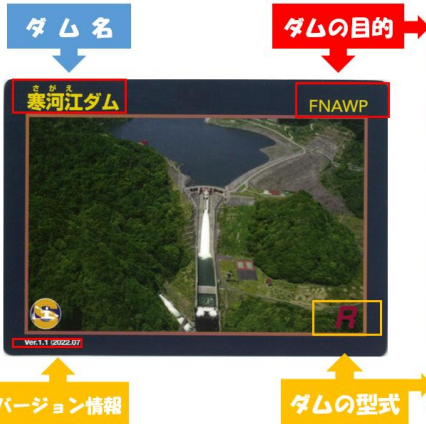 ダム名
ダムの目的
さがえ
寒河江ダム
FNAWP
R
Ver.1.1 (2022.07
バージョン情報
ダムの型式